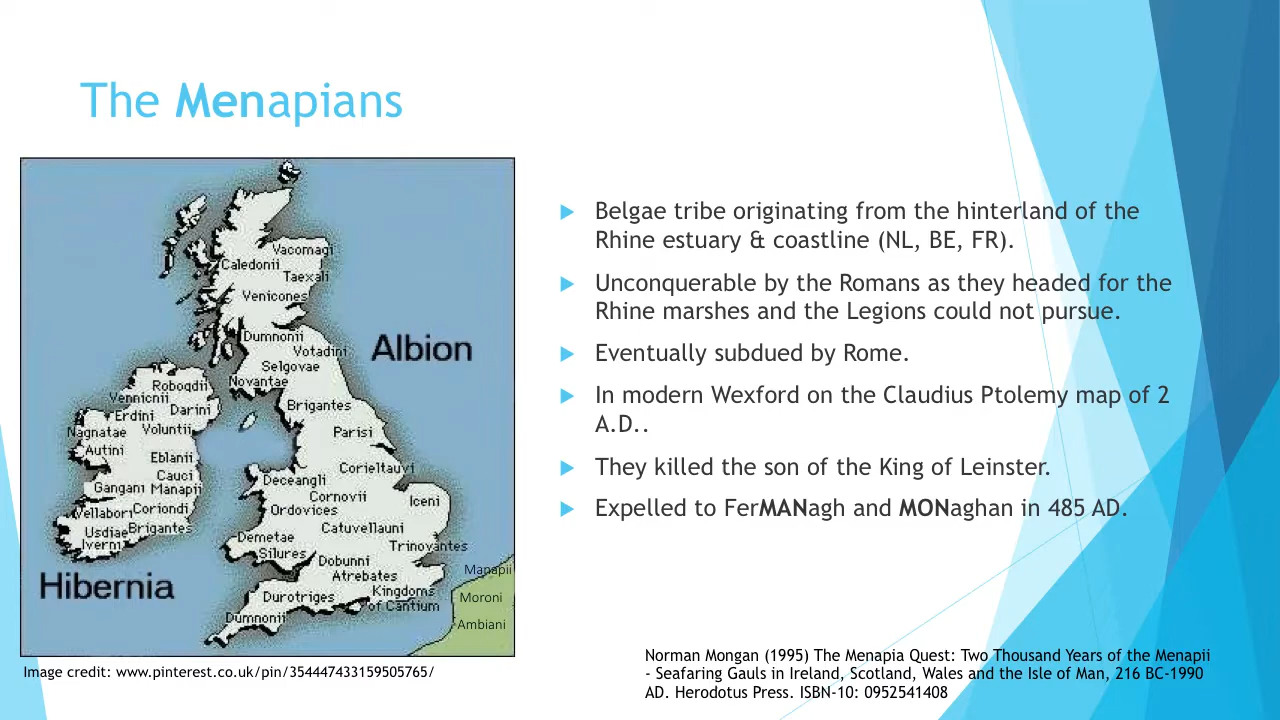 The Menapians
Vacomagi
Caledonii
Taexali
Venicones
Dumnonii
Votadini
Albion
Selgovae
Novantae
Robogdii
Vennicnii
Darini
Erdini
Brigantes
Nagnatae
Voluntii
Parisi
Autini
Eblanii
Corieltauvi
Cauci
Deceangli
Gangani Manapii
Cornovii
Iceni
Vellabori
Coriondi
Ordovices
Usdiae
Brigantes
Catuvellauni
Iverni
Demetae
Trinovantes
Silures
Dobunni
Manapii
Hibernia
Atrebates
Durotriges
Kingdoms
of Cantium
Moroni
Dumnonii
Ambiani
Image credit: www.pinterest.co.uk/pin/354447433159505765/
Belgae tribe originating from the hinterland of the
Rhine estuary & coastline (NL, BE, FR).
Unconquerable by the Romans as they headed for the
Rhine marshes and the Legions could not pursue.
Eventually subdued by Rome.
In modern Wexford on the Claudius Ptolemy map of 2
A.D..
They killed the son of the King of Leinster.
Expelled to FerMANagh and MONaghan in 485 AD.
Norman Mongan (1995) The Menapia Quest: Two Thousand Years of the Menapii
- Seafaring Gauls in Ireland, Scotland, Wales and the Isle of Man, 216 BC-1990
AD. Herodotus Press. ISBN-10: 0952541408